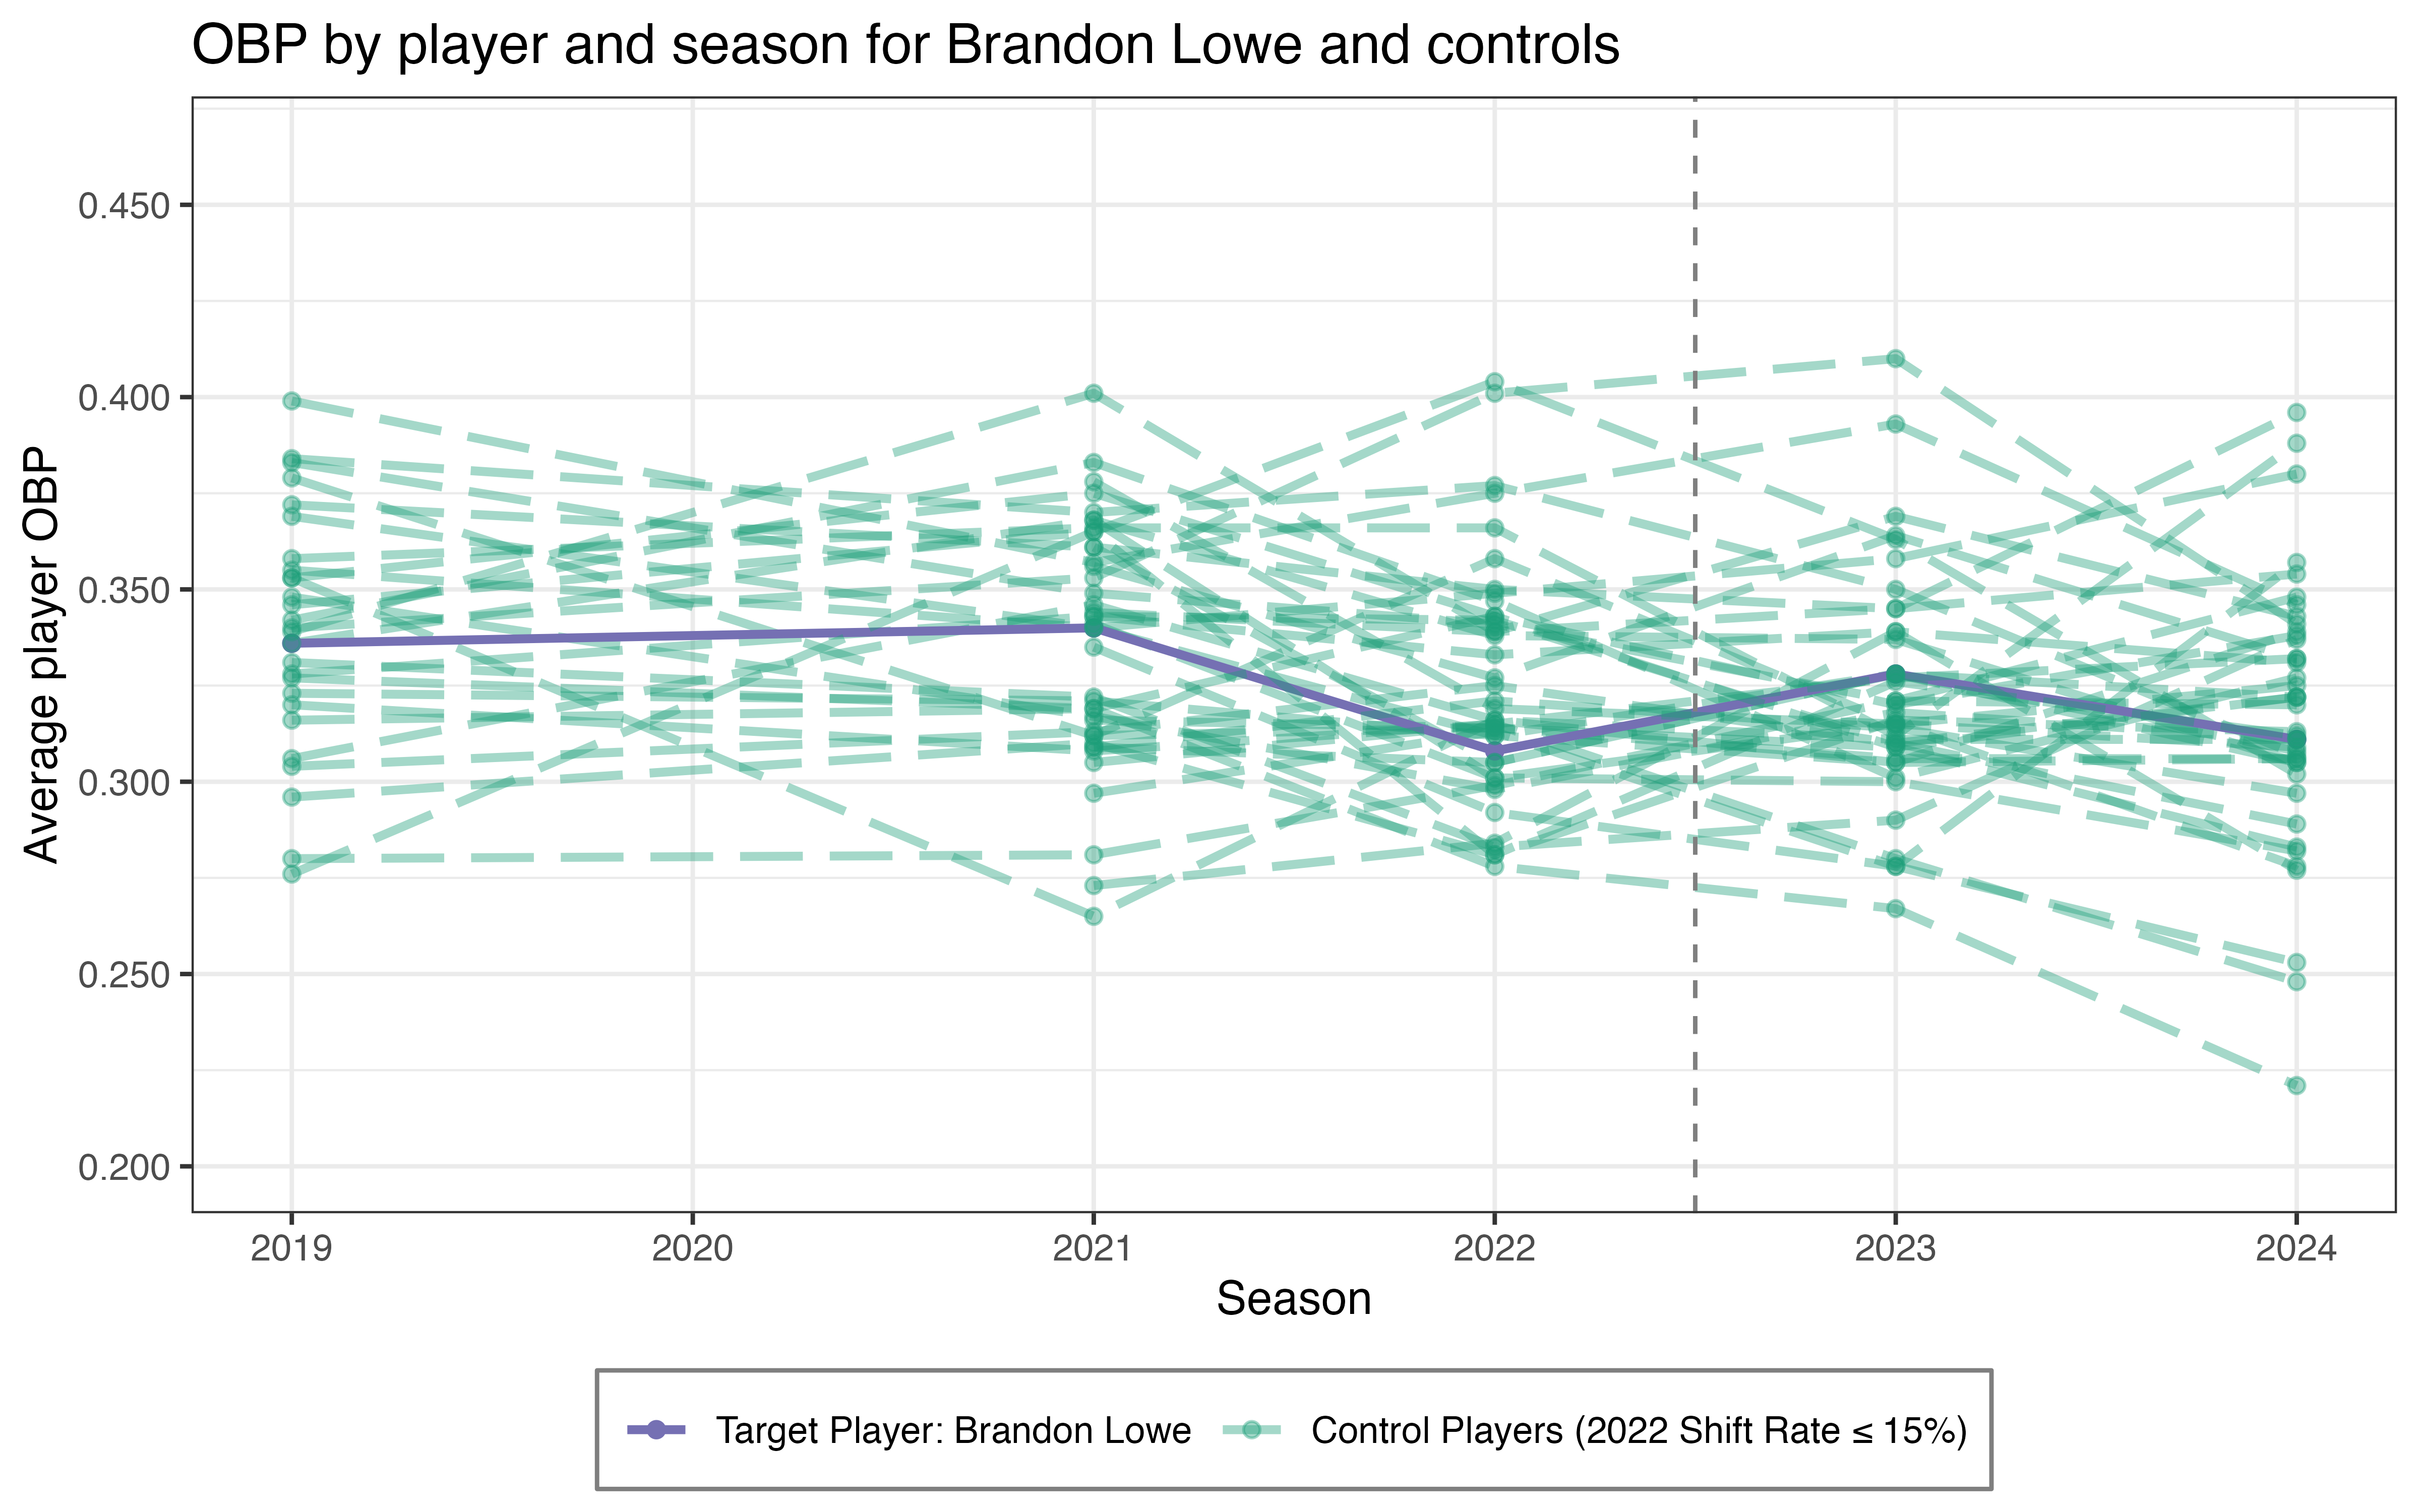 OBP by player and season for Brandon Lowe and controls
Average player OBP
0.450
0.400
0.350
0.300
0.250
0.200
2019 2020 2021 2022 2023 2024
Season
Target Player: Brandon Lowe Control Players (2022 Shift Rate ≤ 15%)